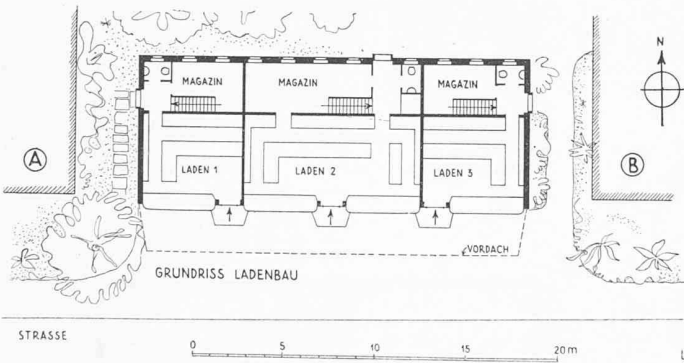 N
MAGAZIN MAGAZIN MAGAZIN
A B
LADEN 1 LADEN 2 LADEN 3
VORDACH
GRUNDRISS LADENBAU
STRASSE
0 5 10 15 20 m